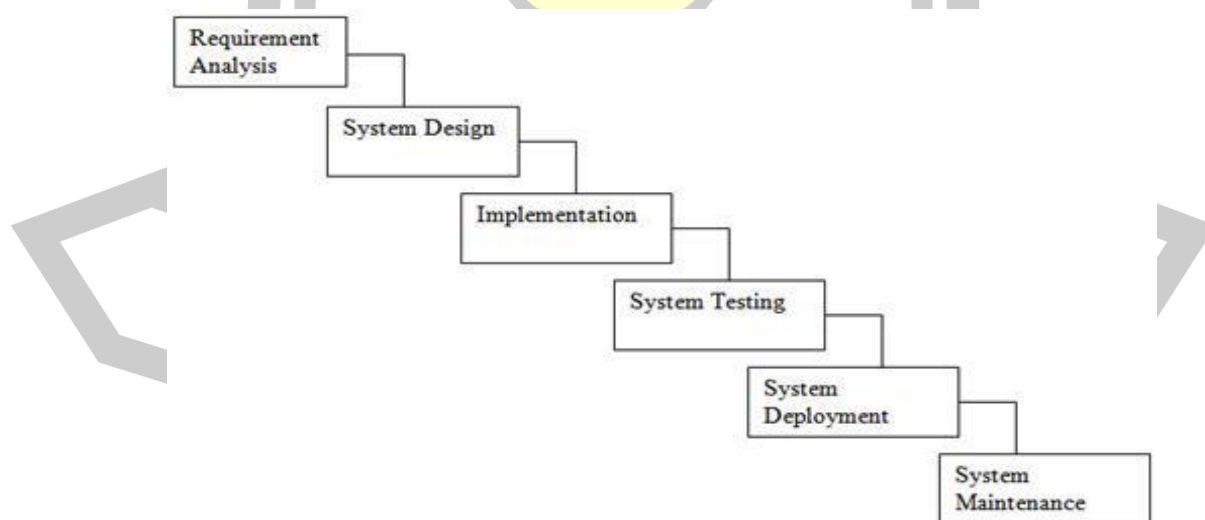 Requirement
Analysis
System Design
Implementation
System Testing
System
Deployment
System
Maintenance